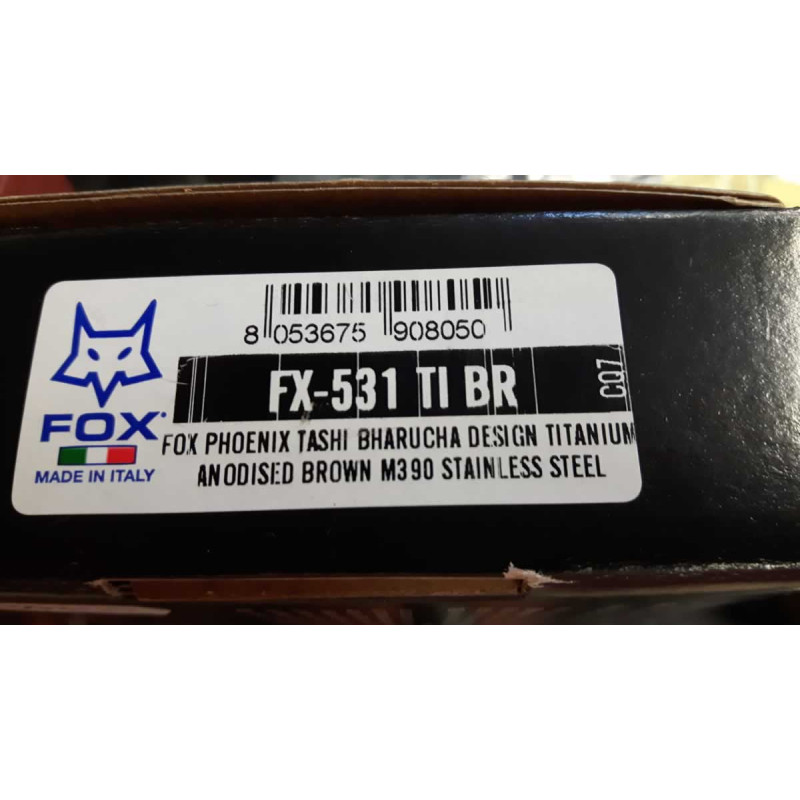 8 053675 908050
FX-531 TI BR
CQ7
FOX
MADE IN ITALY
FOX PHOENIX TASHI BHARUCHA DESIGN TITANIUM
ANODISED BROWN M390 STAINLESS STEEL